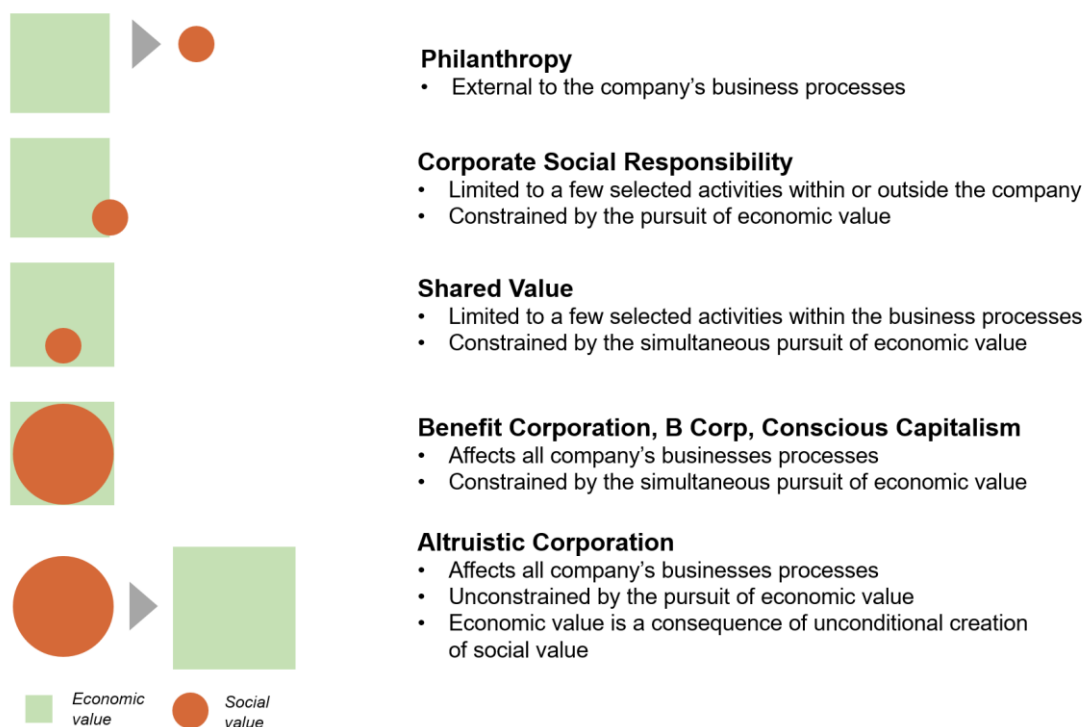 Philanthropy
• External to the company’s business processes
Corporate Social Responsibility
• Limited to a few selected activities within or outside the company
• Constrained by the pursuit of economic value
Shared Value
• Limited to a few selected activities within the business processes
• Constrained by the simultaneous pursuit of economic value
Benefit Corporation, B Corp, Conscious Capitalism
• Affects all company’s businesses processes
• Constrained by the simultaneous pursuit of economic value
Altruistic Corporation
• Affects all company’s businesses processes
• Unconstrained by the pursuit of economic value
• Economic value is a consequence of unconditional creation
of social value
Economic
value
Social
value